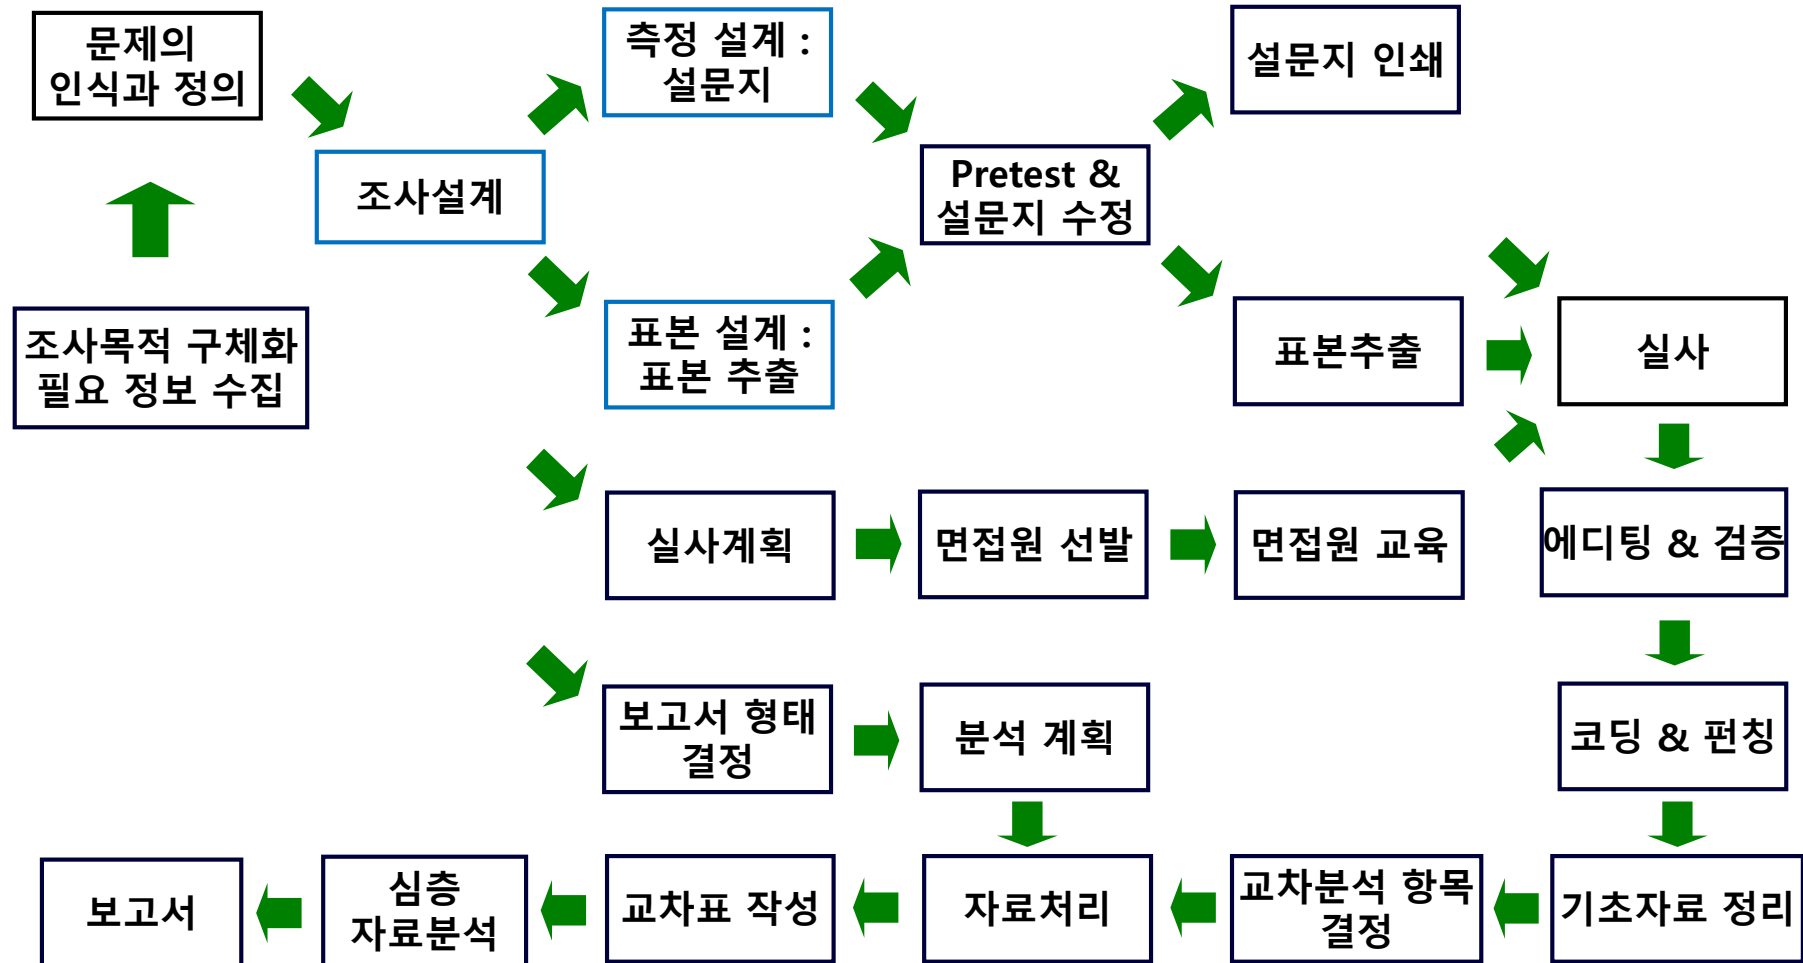 문제의
인식과 정의
측정 설계 :
설문지
설문지 인쇄
조사설계
Pretest &
설문지 수정
조사목적 구체화
필요 정보 수집
표본 설계 :
표본 추출
표본추출
실사
실사계획
면접원 선발
면접원 교육
에디팅 & 검증
보고서 형태
결정
분석 계획
코딩 & 펀칭
보고서
심층
자료분석
교차표 작성
자료처리
교차분석 항목
결정
기초자료 정리